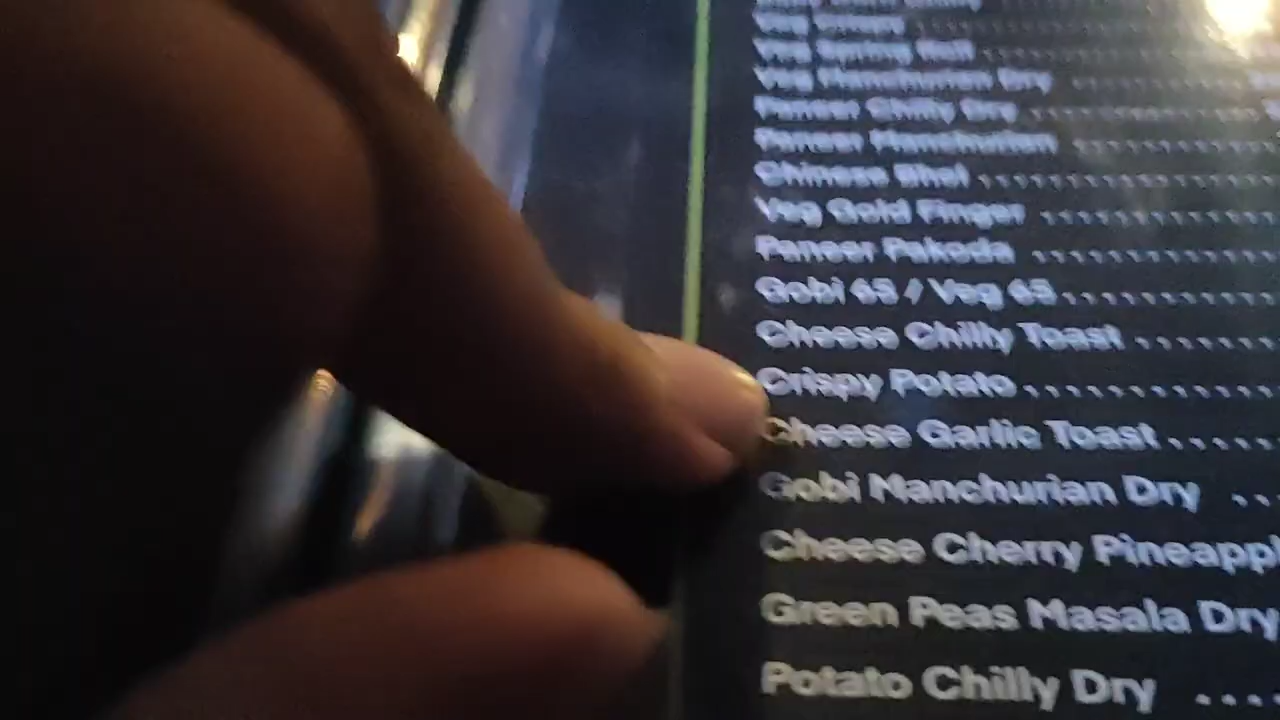 Veg Crispy
Veg Spring Roll
Veg Manchurian Dry
Paneer Chilly Dry
Paneer Manchurian
Chinese Bhel
Veg Gold Finger
Paneer Pakoda
Gobi 65 / Veg 65
Cheese Chilly Toast
Crispy Potato
Cheese Garlic Toast
Gobi Manchurian Dry
Cheese Cherry Pineappl
Green Peas Masala Dry
Potato Chilly Dry